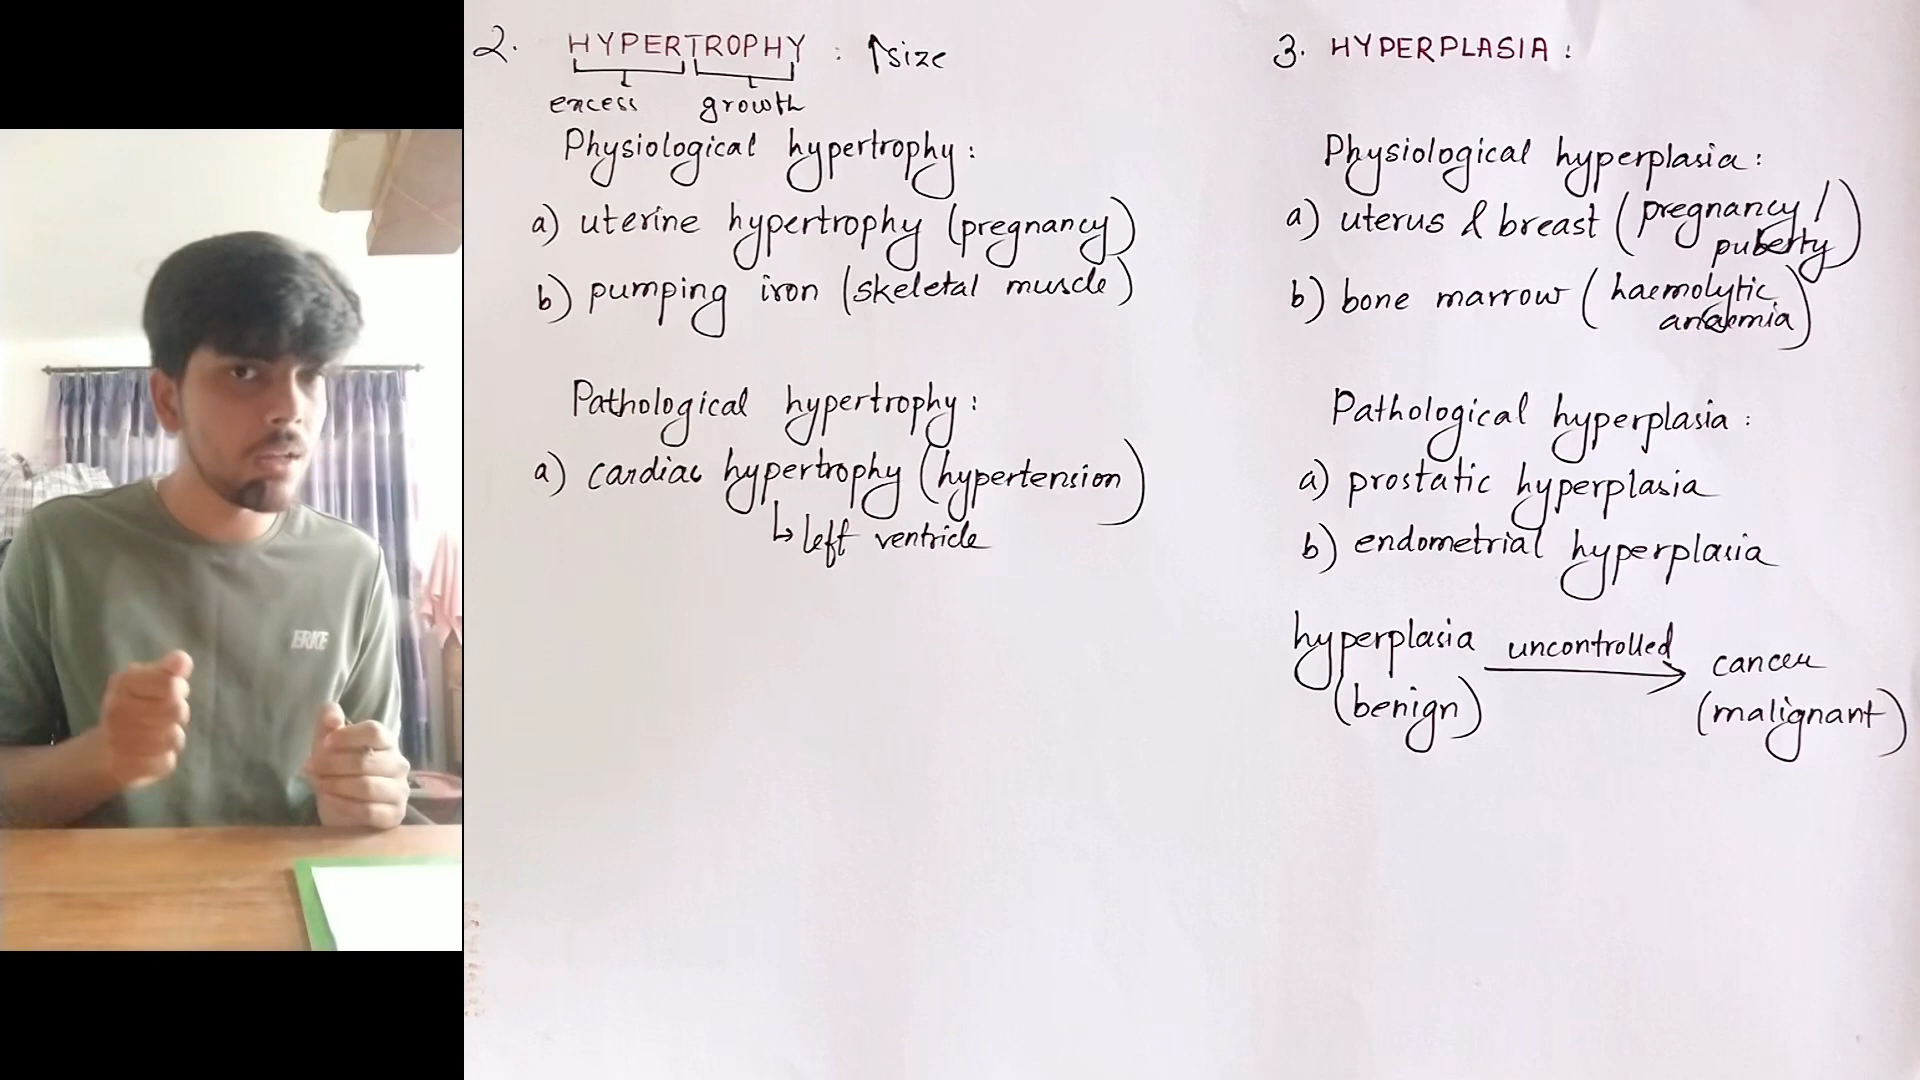 2. HYPERTROPHY : ↑size
excess growth
Physiological hypertrophy:
a) uterine hypertrophy (pregnancy)
b) pumping iron (skeletal muscle)
Pathological hypertrophy:
a) cardiac hypertrophy (hypertension)
↳ left ventricle
3. HYPERPLASIA :
Physiological hyperplasia:
a) uterus & breast (pregnancy /
puberty)
b) bone marrow (haemolytic
anaemia)
Pathological hyperplasia:
a) prostatic hyperplasia
b) endometrial hyperplasia
hyperplasia uncontrolled → cancer
(benign) (malignant)
ERKE